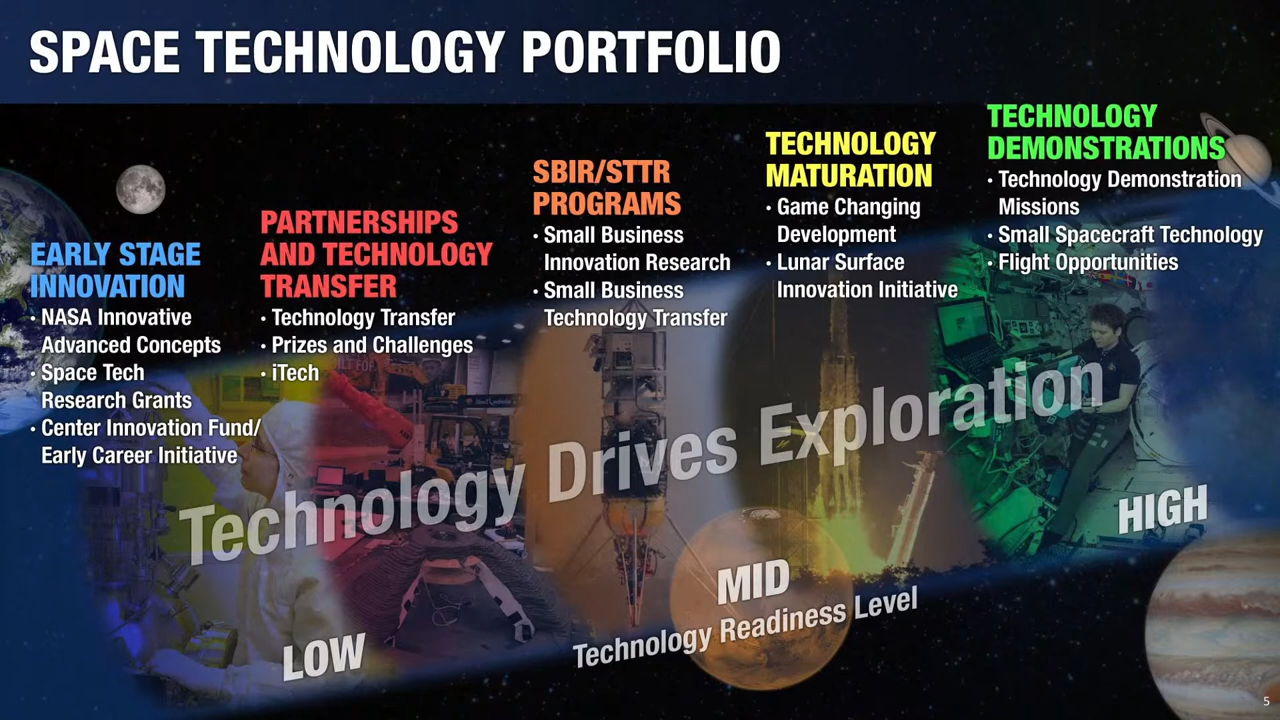 SPACE TECHNOLOGY PORTFOLIO
EARLY STAGE
INNOVATION
• NASA Innovative
Advanced Concepts
• Space Tech
Research Grants
• Center Innovation Fund/
Early Career Initiative
PARTNERSHIPS
AND TECHNOLOGY
TRANSFER
• Technology Transfer
• Prizes and Challenges
• iTech
SBIR/STTR
PROGRAMS
• Small Business
Innovation Research
• Small Business
Technology Transfer
TECHNOLOGY
MATURATION
• Game Changing
Development
• Lunar Surface
Innovation Initiative
TECHNOLOGY
DEMONSTRATIONS
• Technology Demonstration
Missions
• Small Spacecraft Technology
• Flight Opportunities
Technology Drives Exploration
LOW
MID
HIGH
Technology Readiness Level
5